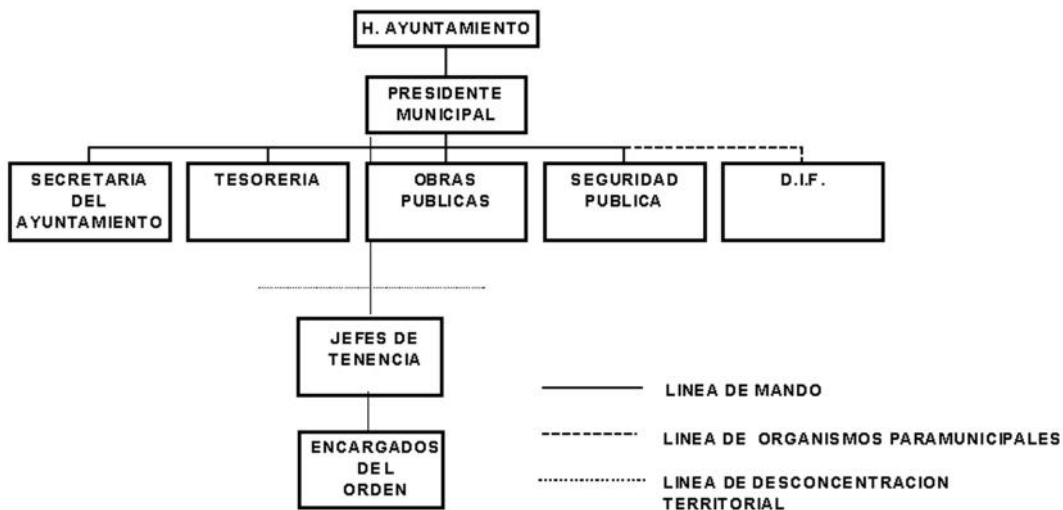 H. AYUNTAMIENTO
PRESIDENTE
MUNICIPAL
SECRETARIA
DEL
AYUNTAMIENTO
TESORERIA
OBRAS
PUBLICAS
SEGURIDAD
PUBLICA
D.I.F.
JEFES DE
TENENCIA
ENCARGADOS
DEL
ORDEN
LINEA DE MANDO
LINEA DE ORGANISMOS PARAMUNICIPALES
LINEA DE DESCONCENTRACION
TERRITORIAL